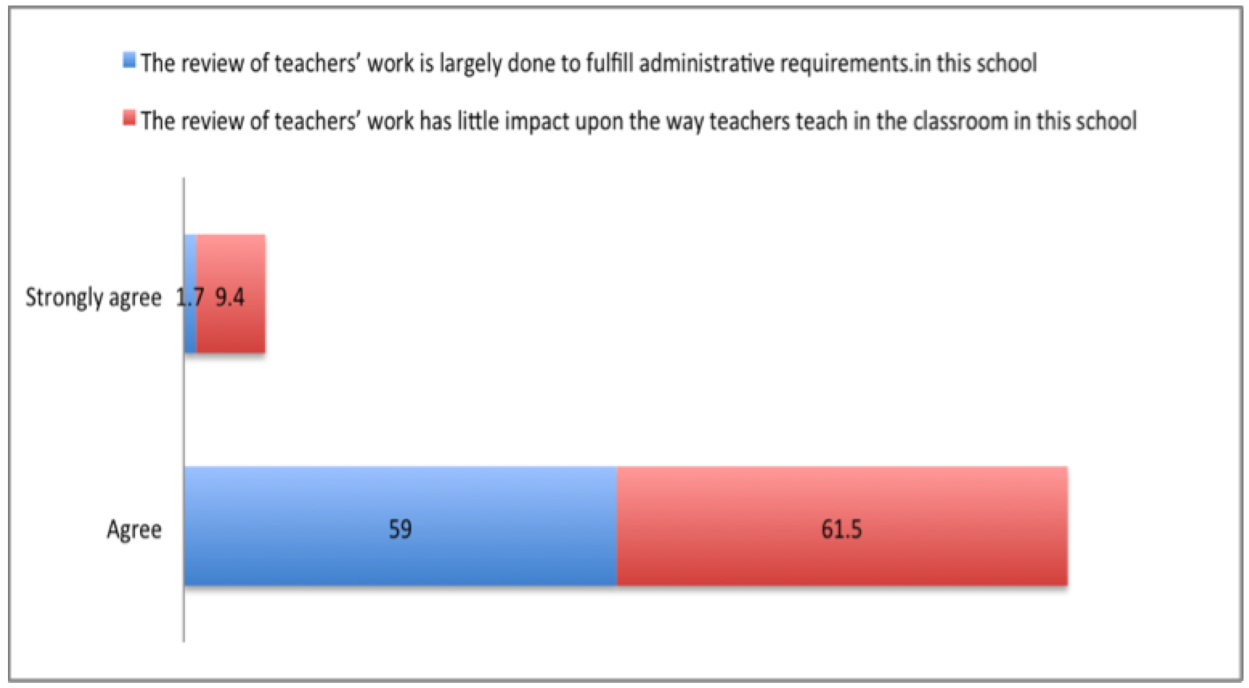 The review of teachers’ work is largely done to fulfill administrative requirements.in this school
The review of teachers’ work has little impact upon the way teachers teach in the classroom in this school
Strongly agree 1.7 9.4
Agree 59 61.5